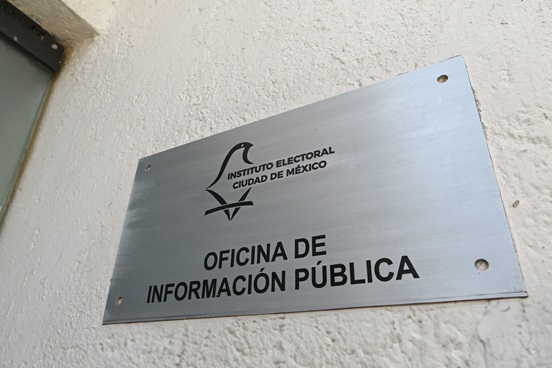 INSTITUTO ELECTORAL
CIUDAD DE MÉXICO
OFICINA DE
INFORMACIÓN PÚBLICA